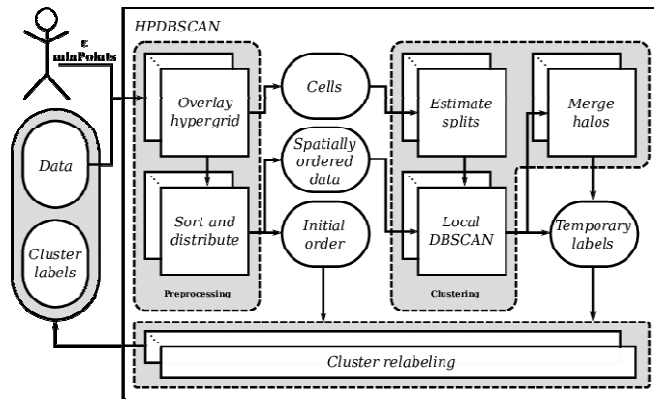 HPDBSCAN
ε
minPoints
Overlay
hypergrid
Cells
Estimate
splits
Merge
halos
Data
Spatially
ordered data
Sort and
distribute
Initial
order
Local
DBSCAN
Temporary
labels
Cluster
labels
Preprocessing
Clustering
Cluster relabeling